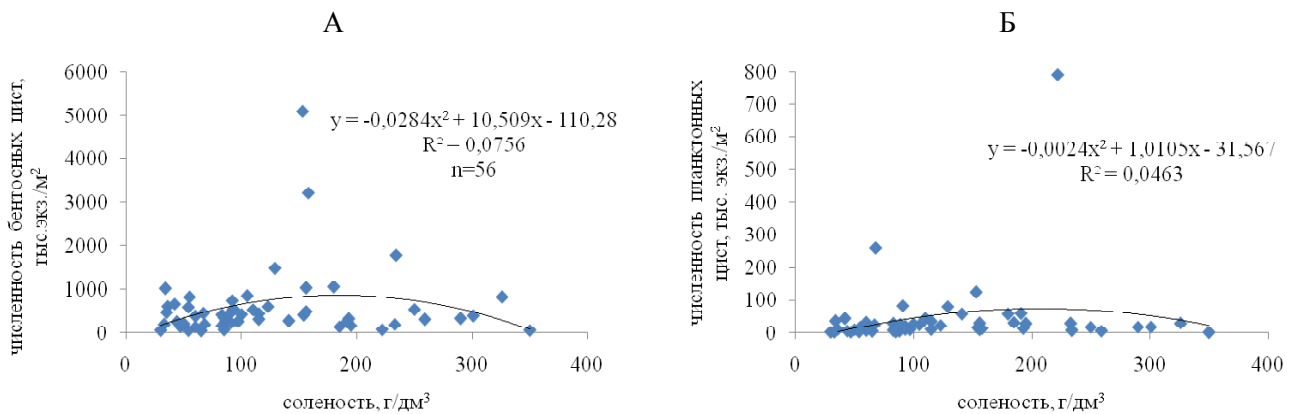 А
численность бентосных цист,
тыс.экз./м²
6000
5000
4000
3000
2000
1000
0
y = -0,0284x² + 10,509x - 110,28
R² = 0,0756
n=56
0 100 200 300 400
соленость, г/дм³
Б
численность планктонных
цист, тыс. экз./м²
800
700
600
500
400
300
200
100
0
y = -0,0024x² + 1,0105x - 31,567
R² = 0,0463
0 100 200 300 400
соленость, г/дм³